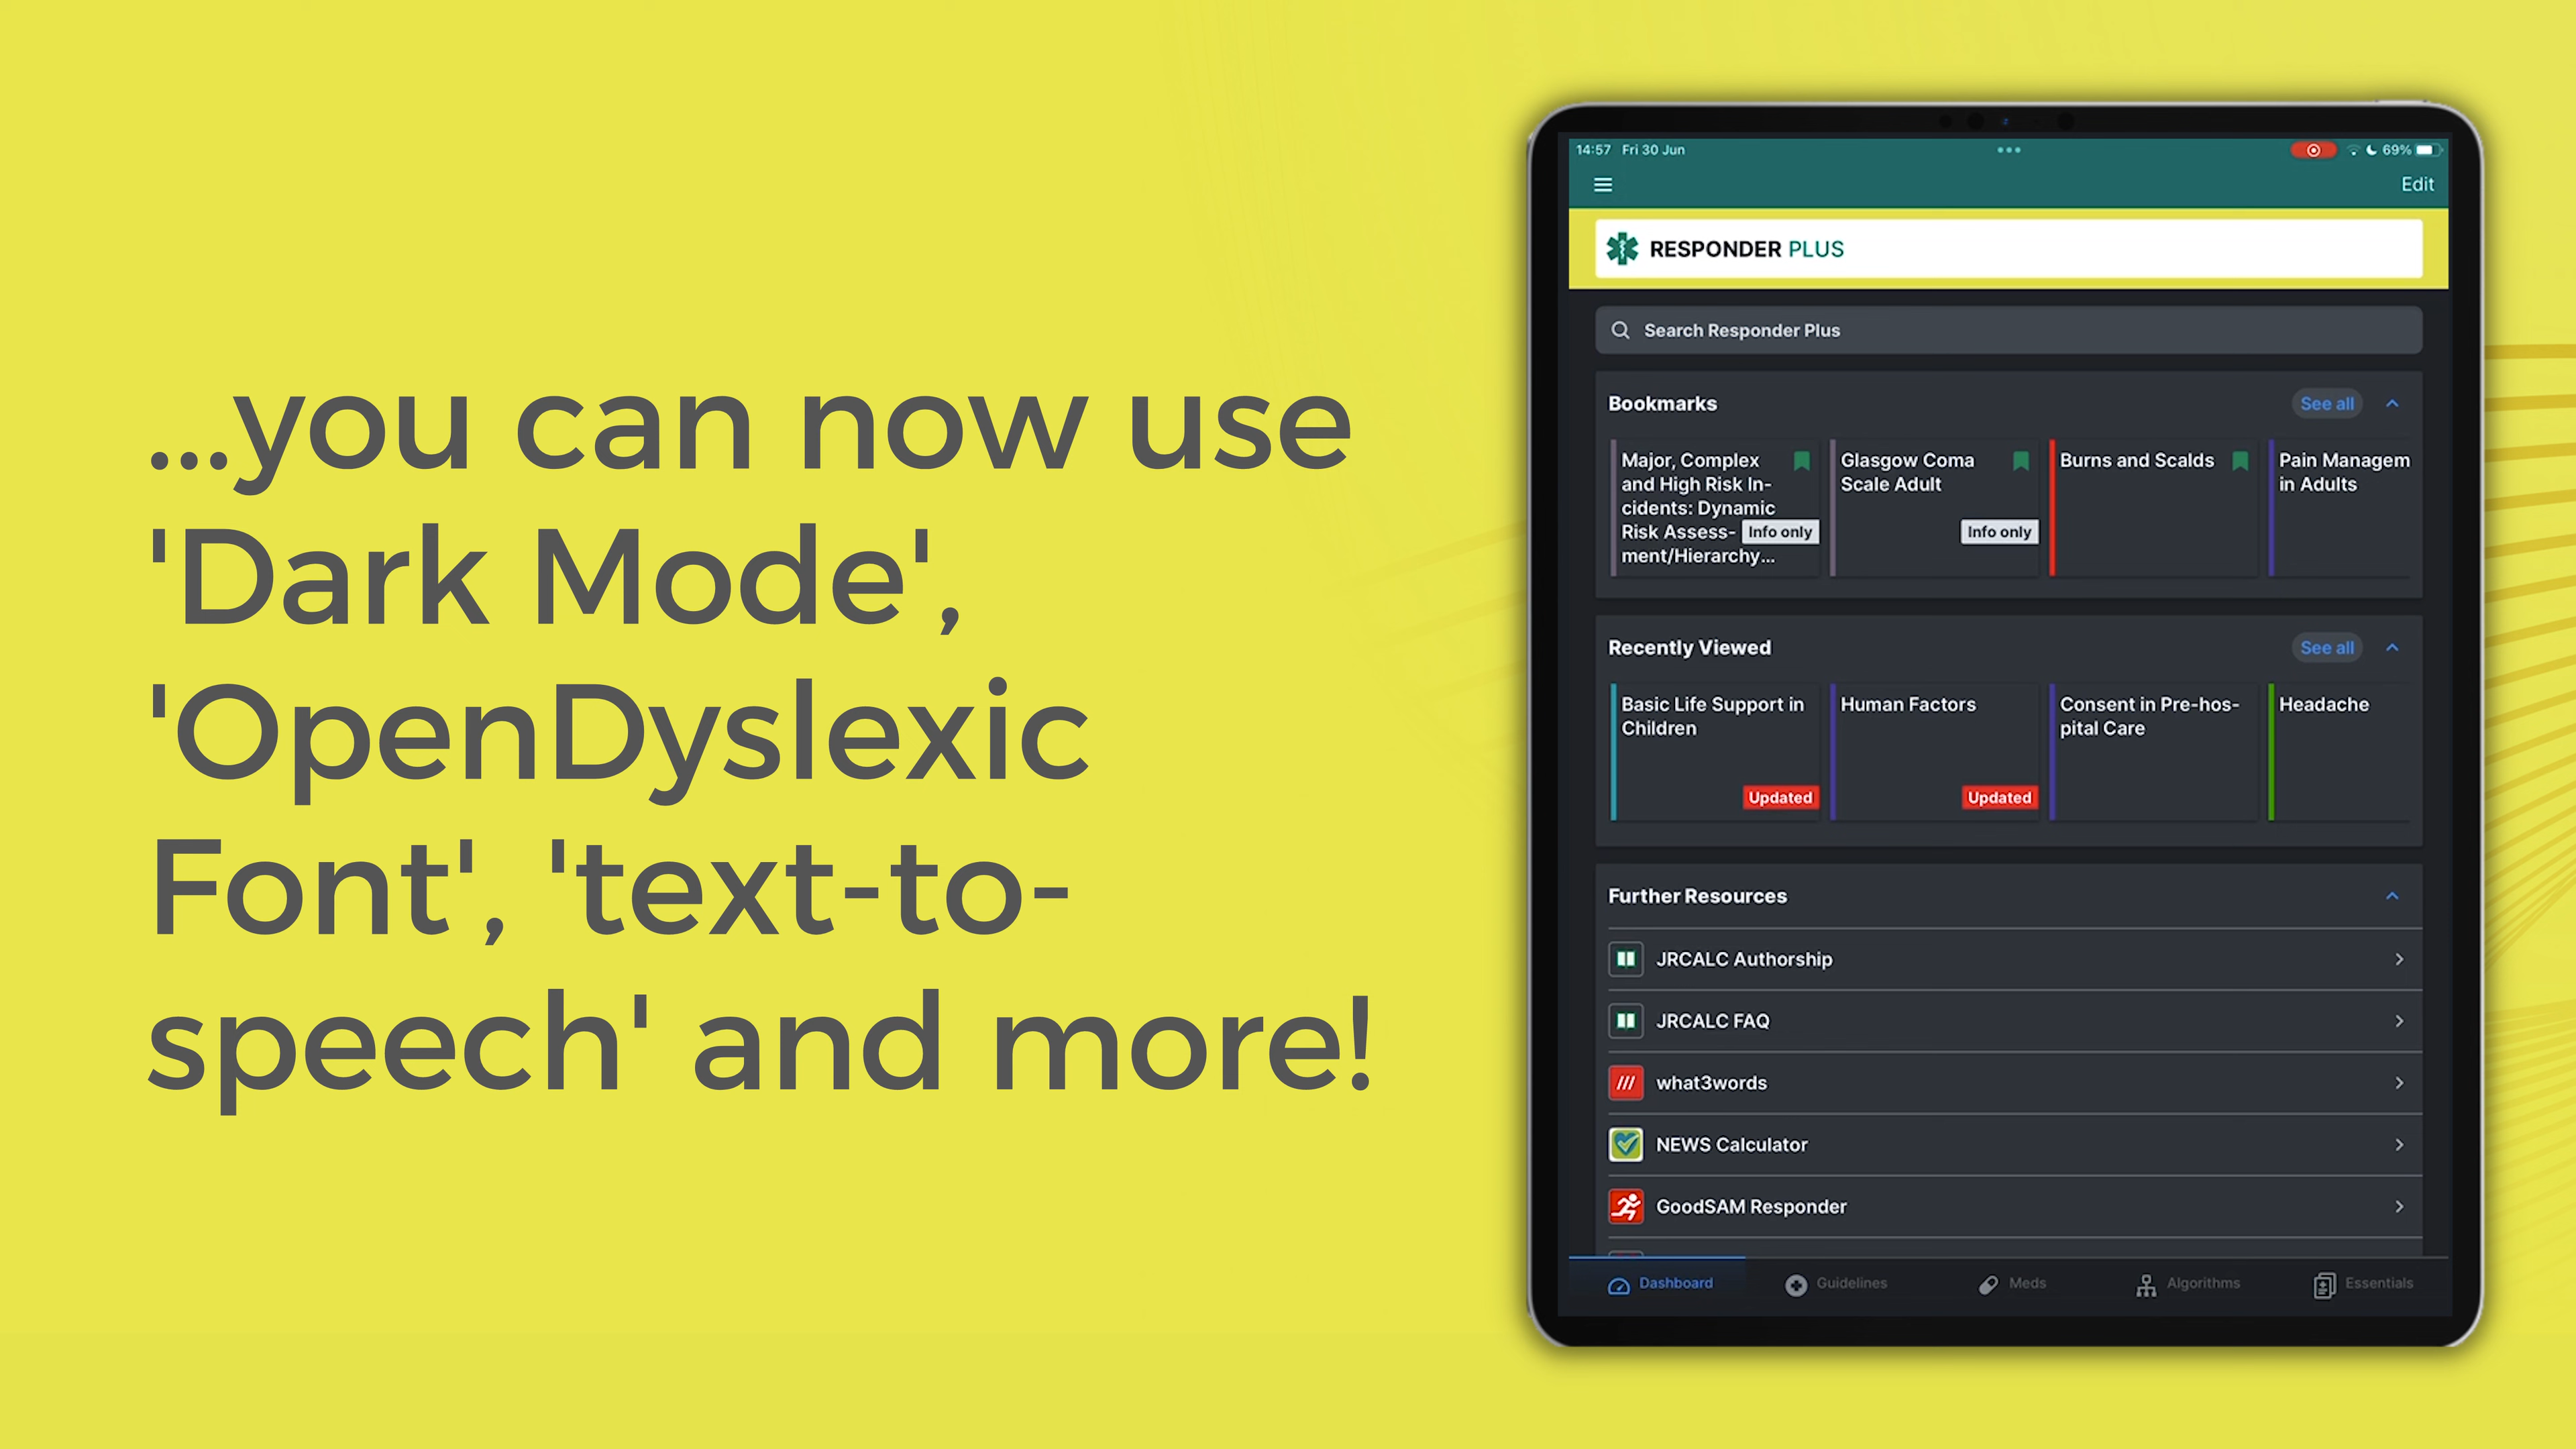 ...you can now use
'Dark Mode',
'OpenDyslexic
Font', 'text-to-
speech' and more!
14:57 Fri 30 Jun
69%
Edit
RESPONDER PLUS
Search Responder Plus
Bookmarks
See all
Major, Complex
and High Risk In-
cidents: Dynamic
Risk Assess-
ment/Hierarchy...
Info only
Glasgow Coma
Scale Adult
Info only
Burns and Scalds
Pain Managem
in Adults
Recently Viewed
See all
Basic Life Support in
Children
Updated
Human Factors
Updated
Consent in Pre-hos-
pital Care
Headache
Further Resources
JRCALC Authorship
JRCALC FAQ
what3words
NEWS Calculator
GoodSAM Responder
Dashboard
Guidelines
Meds
Algorithms
Essentials